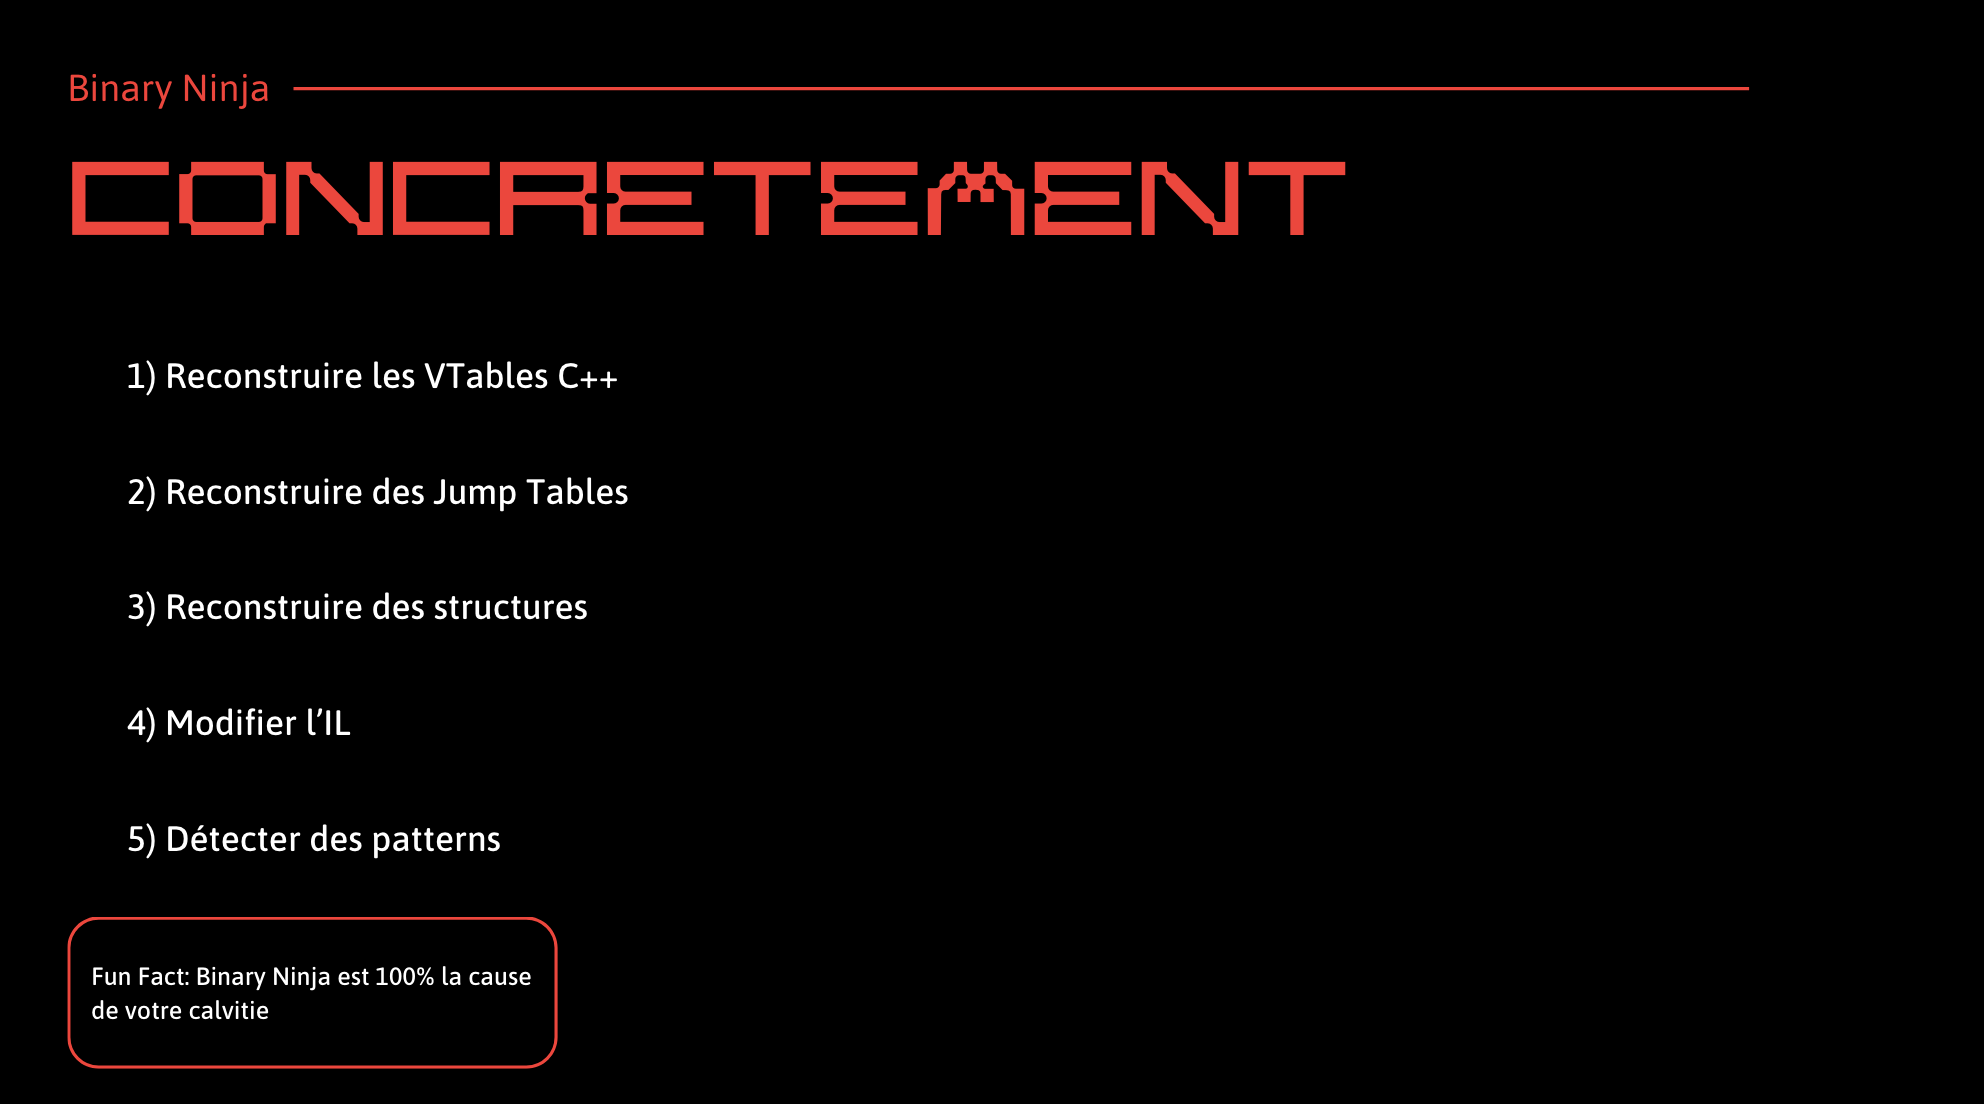 Binary Ninja
CONCRETEMENT
1) Reconstruire les VTables C++
2) Reconstruire des Jump Tables
3) Reconstruire des structures
4) Modifier l’IL
5) Détecter des patterns
Fun Fact: Binary Ninja est 100% la cause
de votre calvitie